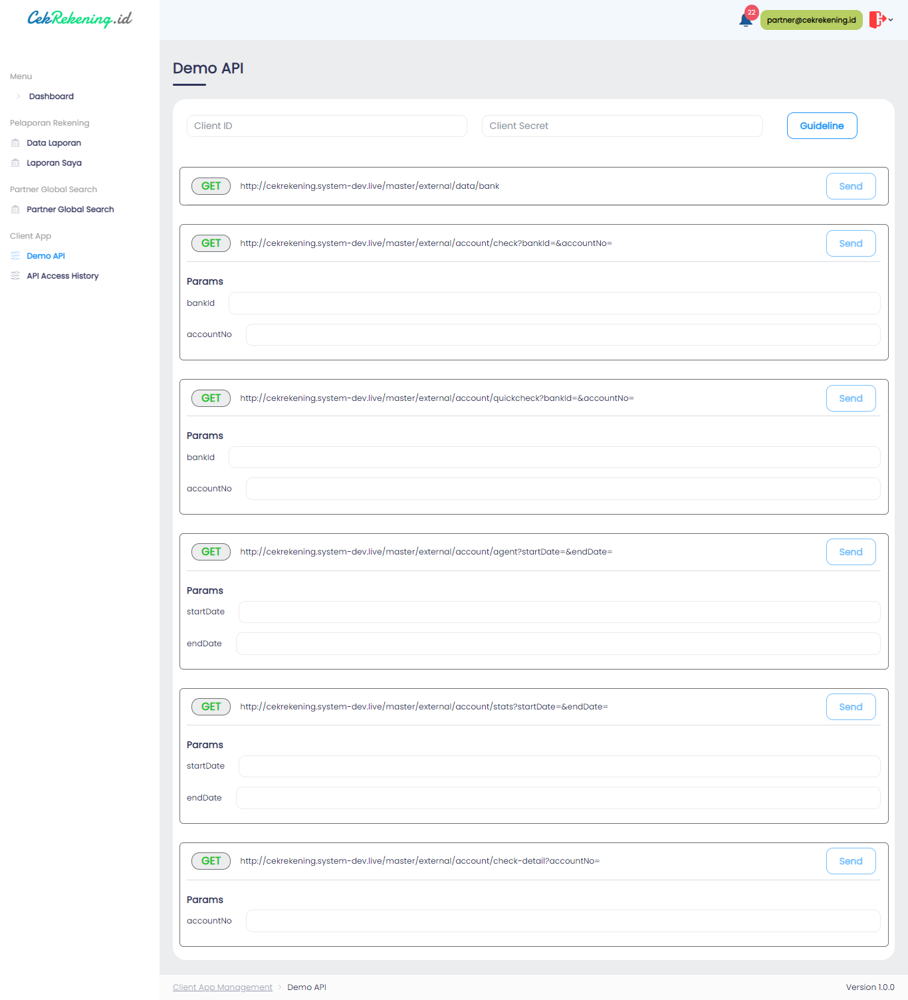 CekRekening.id
22
partner@cekrekening.id
Menu
Dashboard
Pelaporan Rekening
Data Laporan
Laporan Saya
Partner Global Search
Partner Global Search
Client App
Demo API
API Access History
Demo API
Client ID
Client Secret
Guideline
GET http://cekrekening.system-dev.live/master/external/data/bank Send
GET http://cekrekening.system-dev.live/master/external/account/check?bankId=&accountNo= Send
Params
bankId
accountNo
GET http://cekrekening.system-dev.live/master/external/account/quickcheck?bankId=&accountNo= Send
Params
bankId
accountNo
GET http://cekrekening.system-dev.live/master/external/account/agent?startDate=&endDate= Send
Params
startDate
endDate
GET http://cekrekening.system-dev.live/master/external/account/stats?startDate=&endDate= Send
Params
startDate
endDate
GET http://cekrekening.system-dev.live/master/external/account/check-detail?accountNo= Send
Params
accountNo
Client App Management > Demo API
Version 1.0.0